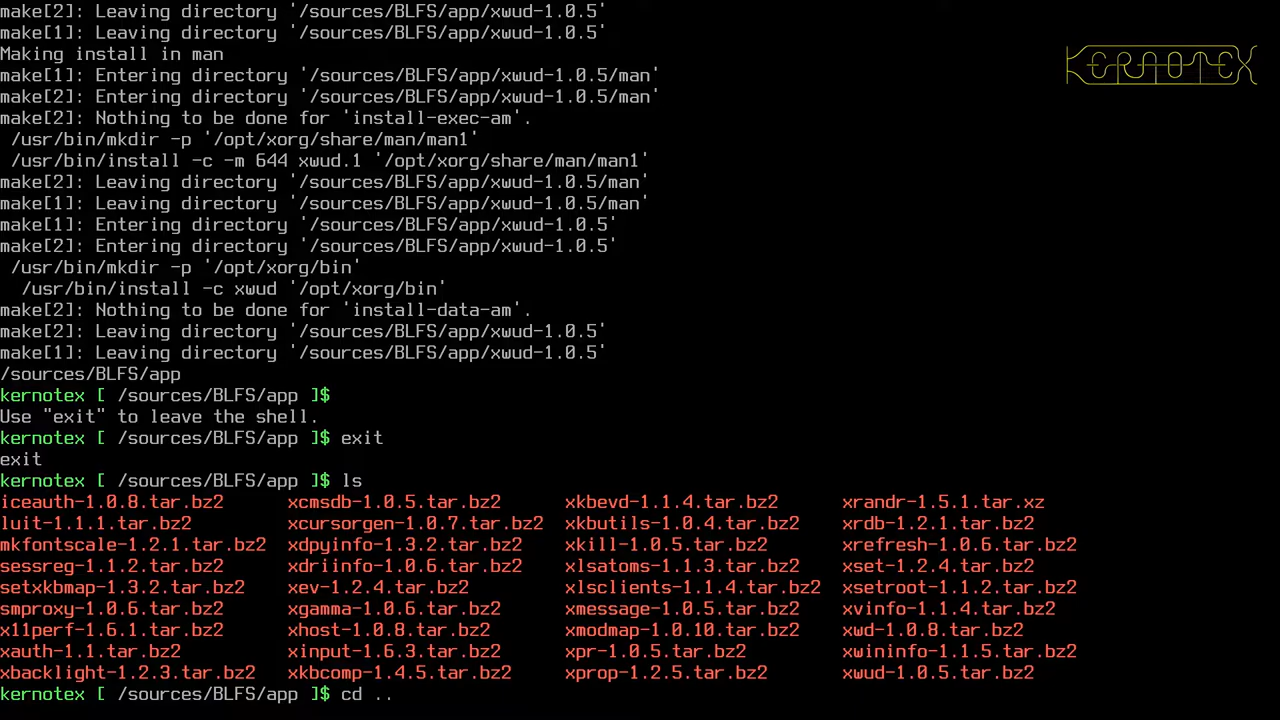 make[2]: Leaving directory '/sources/BLFS/app/xwud-1.0.5'
make[1]: Leaving directory '/sources/BLFS/app/xwud-1.0.5'
Making install in man
make[1]: Entering directory '/sources/BLFS/app/xwud-1.0.5/man'
make[2]: Entering directory '/sources/BLFS/app/xwud-1.0.5/man'
make[2]: Nothing to be done for 'install-exec-am'.
 /usr/bin/mkdir -p '/opt/xorg/share/man/man1'
 /usr/bin/install -c -m 644 xwud.1 '/opt/xorg/share/man/man1'
make[2]: Leaving directory '/sources/BLFS/app/xwud-1.0.5/man'
make[1]: Leaving directory '/sources/BLFS/app/xwud-1.0.5/man'
make[1]: Entering directory '/sources/BLFS/app/xwud-1.0.5'
make[2]: Entering directory '/sources/BLFS/app/xwud-1.0.5'
 /usr/bin/mkdir -p '/opt/xorg/bin'
  /usr/bin/install -c xwud '/opt/xorg/bin'
make[2]: Nothing to be done for 'install-data-am'.
make[2]: Leaving directory '/sources/BLFS/app/xwud-1.0.5'
make[1]: Leaving directory '/sources/BLFS/app/xwud-1.0.5'
/sources/BLFS/app
kernotex [ /sources/BLFS/app ]$
Use "exit" to leave the shell.
kernotex [ /sources/BLFS/app ]$ exit
exit
kernotex [ /sources/BLFS/app ]$ ls
iceauth-1.0.8.tar.bz2 xcmsdb-1.0.5.tar.bz2 xkbevd-1.1.4.tar.bz2 xrandr-1.5.1.tar.xz
luit-1.1.1.tar.bz2 xcursorgen-1.0.7.tar.bz2 xkbutils-1.0.4.tar.bz2 xrdb-1.2.1.tar.bz2
mkfontscale-1.2.1.tar.bz2 xdpyinfo-1.3.2.tar.bz2 xkill-1.0.5.tar.bz2 xrefresh-1.0.6.tar.bz2
sessreg-1.1.2.tar.bz2 xdriinfo-1.0.6.tar.bz2 xlsatoms-1.1.3.tar.bz2 xset-1.2.4.tar.bz2
setxkbmap-1.3.2.tar.bz2 xev-1.2.4.tar.bz2 xlsclients-1.1.4.tar.bz2 xsetroot-1.1.2.tar.bz2
smproxy-1.0.6.tar.bz2 xgamma-1.0.6.tar.bz2 xmessage-1.0.5.tar.bz2 xvinfo-1.1.4.tar.bz2
x11perf-1.6.1.tar.bz2 xhost-1.0.8.tar.bz2 xmodmap-1.0.10.tar.bz2 xwd-1.0.8.tar.bz2
xauth-1.1.tar.bz2 xinput-1.6.3.tar.bz2 xpr-1.0.5.tar.bz2 xwininfo-1.1.5.tar.bz2
xbacklight-1.2.3.tar.bz2 xkbcomp-1.4.5.tar.bz2 xprop-1.2.5.tar.bz2 xwud-1.0.5.tar.bz2
kernotex [ /sources/BLFS/app ]$ cd ..
KERNOTEX